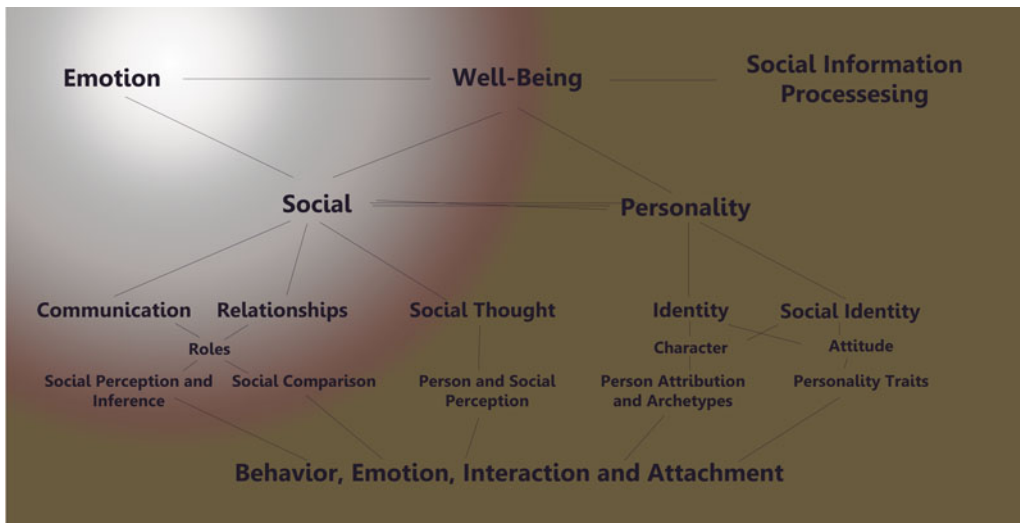 Emotion
Well-Being
Social Information
Processesing
Social
Personality
Communication
Relationships
Social Thought
Identity
Social Identity
Roles
Character
Attitude
Social Perception and
Inference
Social Comparison
Person and Social
Perception
Person Attribution
and Archetypes
Personality Traits
Behavior, Emotion, Interaction and Attachment